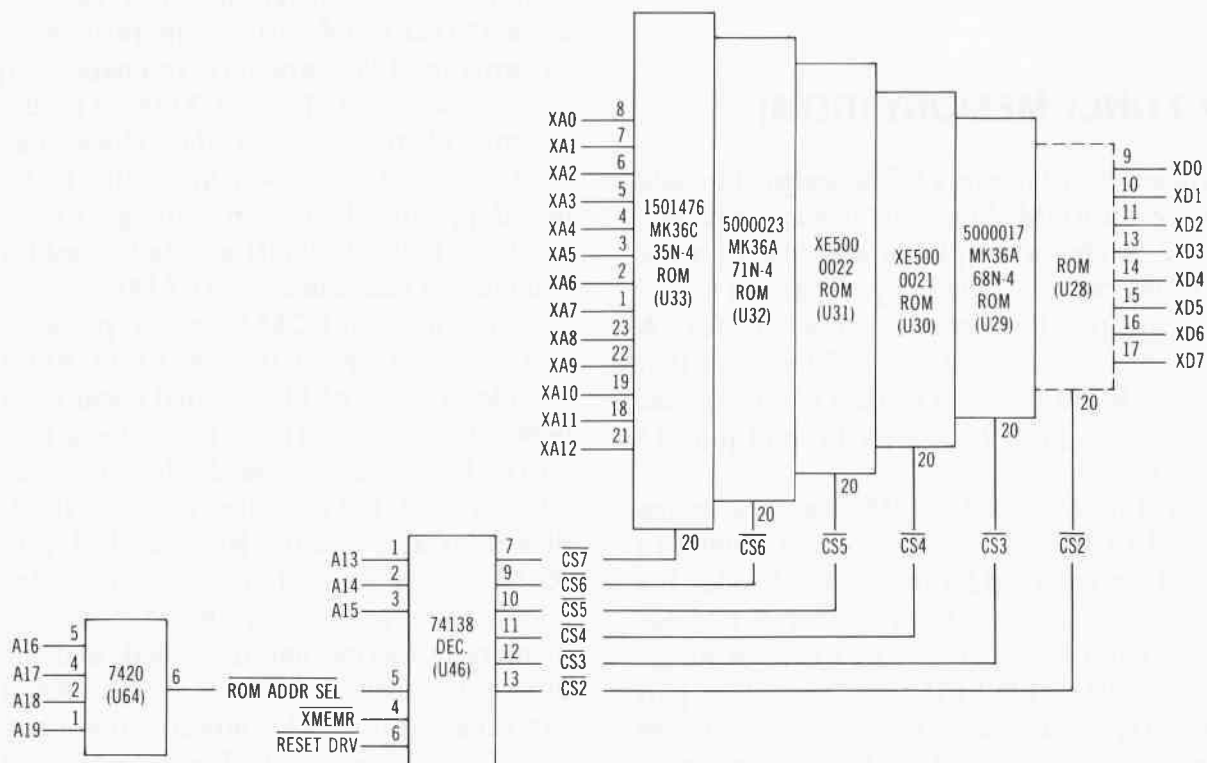 XA0 8
XA1 7
XA2 6
XA3 5
XA4 4
XA5 3
XA6 2
XA7 1
XA8 23
XA9 22
XA10 19
XA11 18
XA12 21
1501476
MK36C
35N-4
ROM
(U33)
20
5000023
MK36A
71N-4
ROM
(U32)
20
XE500
0022
ROM
(U31)
20
XE500
0021
ROM
(U30)
20
5000017
MK36A
68N-4
ROM
(U29)
20
ROM
(U28)
20
9 XD0
10 XD1
11 XD2
13 XD3
14 XD4
15 XD5
16 XD6
17 XD7
CS6
CS5
CS4
CS3
CS2
A13 1
A14 2
A15 3
74138
DEC.
(U46)
7 CS7
9 CS6
10 CS5
11 CS4
12 CS3
13 CS2
A16 5
A17 4
A18 2
A19 1
7420
(U64)
6
ROM ADDR SEL 5
XMEMR 4
RESET DRV 6